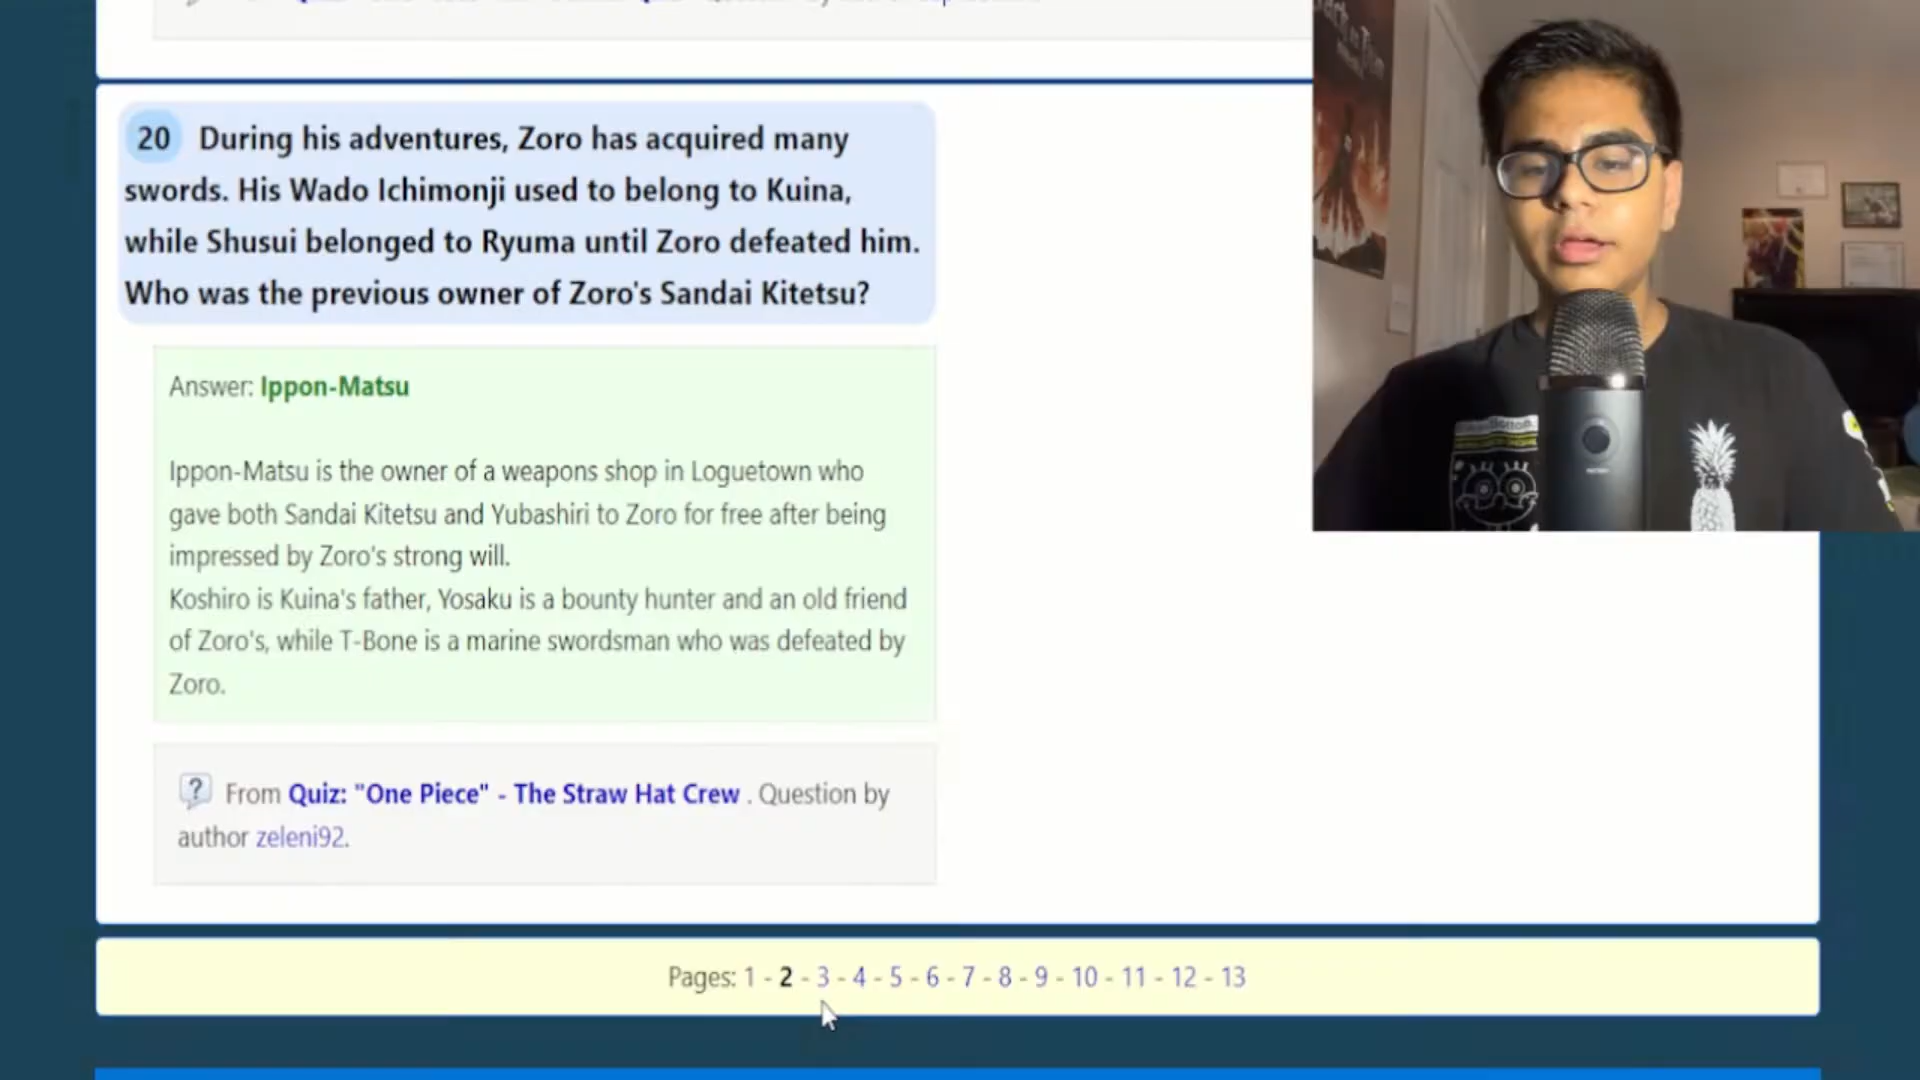 20 During his adventures, Zoro has acquired many
swords. His Wado Ichimonji used to belong to Kuina,
while Shusui belonged to Ryuma until Zoro defeated him.
Who was the previous owner of Zoro's Sandai Kitetsu?
Answer: Ippon-Matsu
Ippon-Matsu is the owner of a weapons shop in Loguetown who
gave both Sandai Kitetsu and Yubashiri to Zoro for free after being
impressed by Zoro's strong will.
Koshiro is Kuina's father, Yosaku is a bounty hunter and an old friend
of Zoro's, while T-Bone is a marine swordsman who was defeated by
Zoro.
? From Quiz: "One Piece" - The Straw Hat Crew . Question by
author zeleni92.
Pages: 1 - 2 - 3 - 4 - 5 - 6 - 7 - 8 - 9 - 10 - 11 - 12 - 13